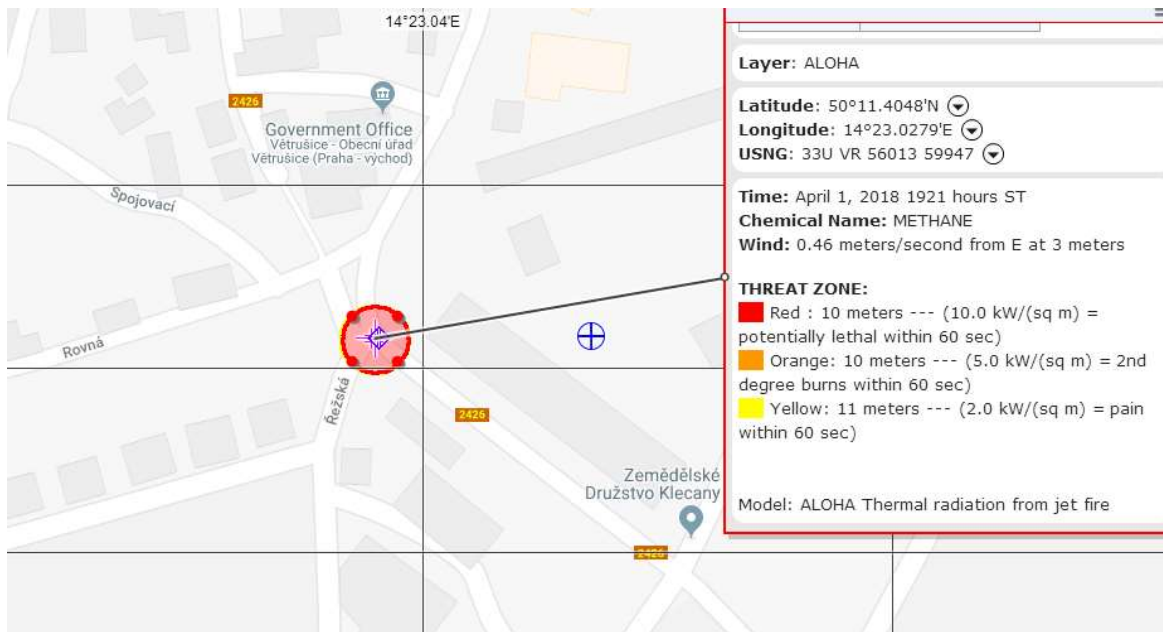 14°23.04'E
2426
Government Office
Větrušice - Obecní úřad
Větrušice (Praha - východ)
Spojovací
Rovná
Řežská
2426
Zemědělské
Družstvo Klecany
2426
Layer: ALOHA
Latitude: 50°11.4048'N
Longitude: 14°23.0279'E
USNG: 33U VR 56013 59947
Time: April 1, 2018 1921 hours ST
Chemical Name: METHANE
Wind: 0.46 meters/second from E at 3 meters
THREAT ZONE:
Red : 10 meters --- (10.0 kW/(sq m) =
potentially lethal within 60 sec)
Orange: 10 meters --- (5.0 kW/(sq m) = 2nd
degree burns within 60 sec)
Yellow: 11 meters --- (2.0 kW/(sq m) = pain
within 60 sec)
Model: ALOHA Thermal radiation from jet fire